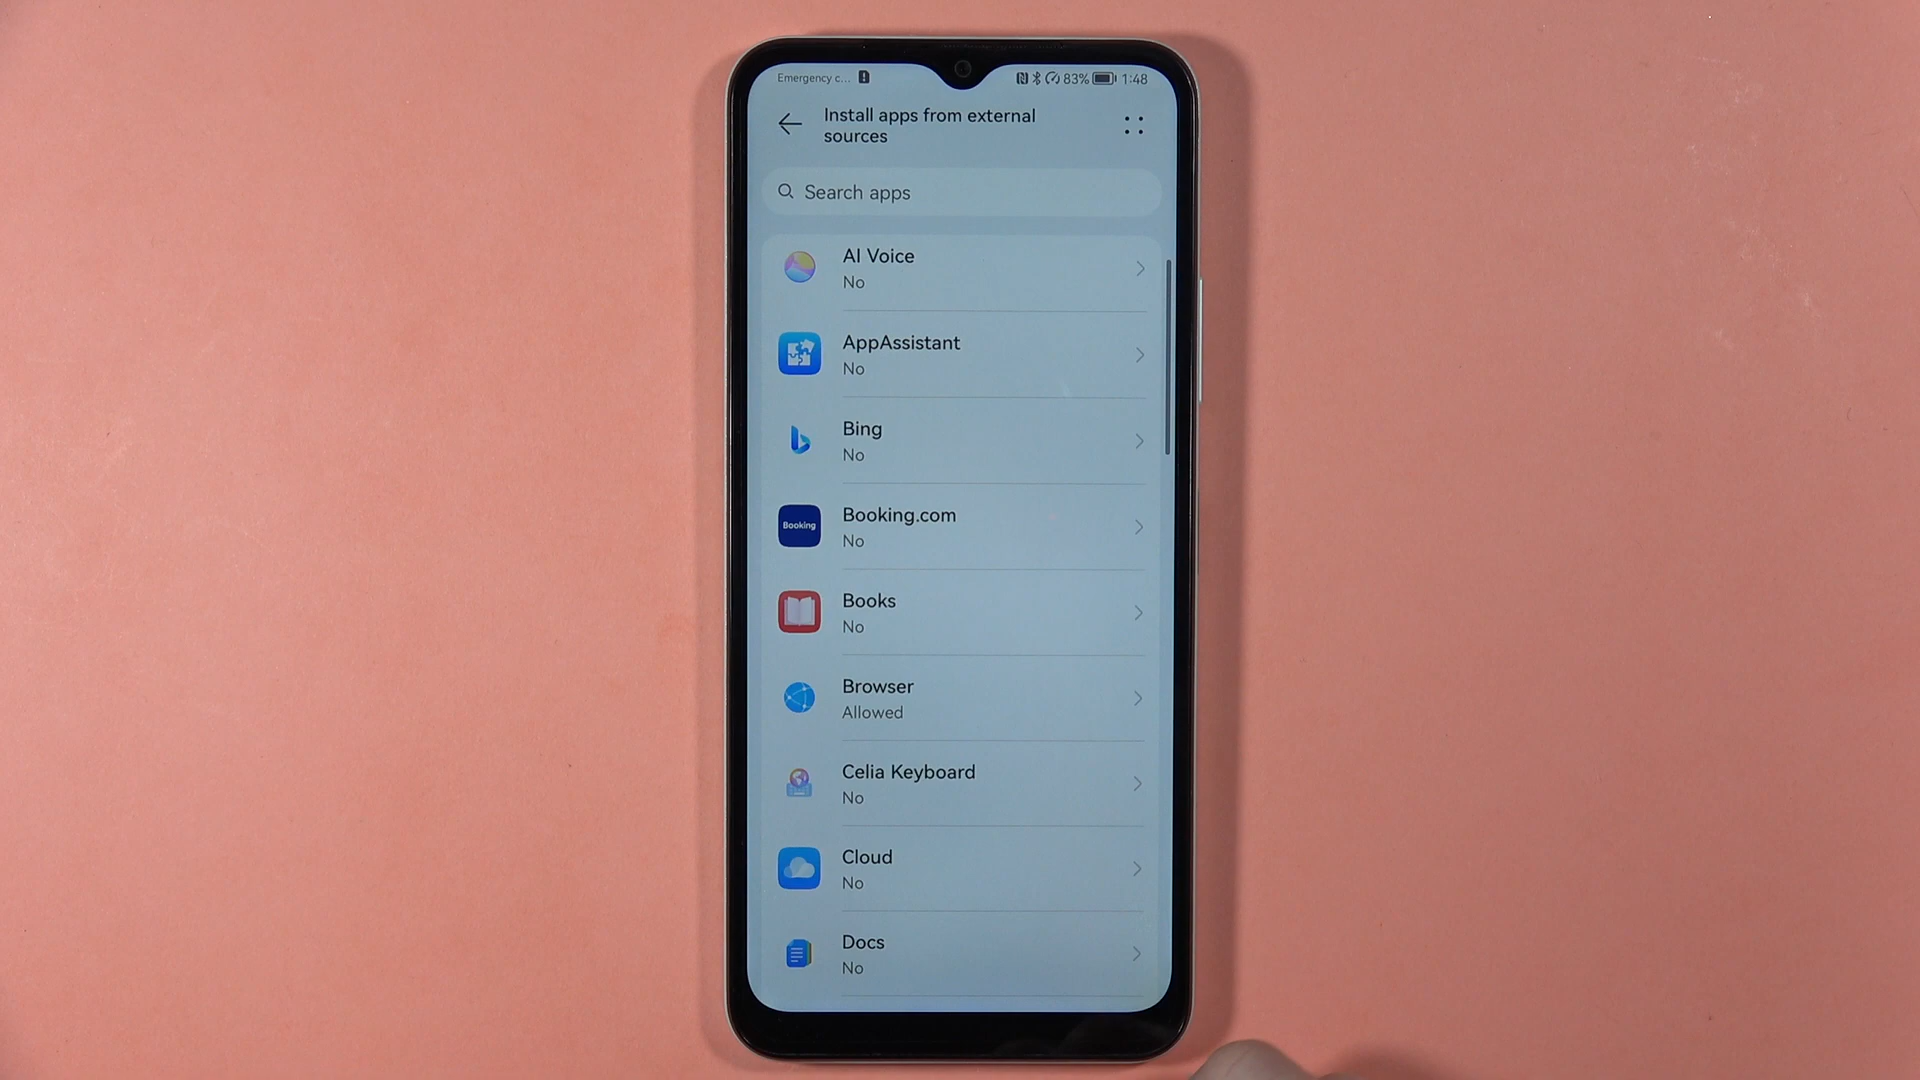 Emergency c... 83% 1:48
Install apps from external
sources
Search apps
AI Voice
No
AppAssistant
No
Bing
No
Booking
Booking.com
No
Books
No
Browser
Allowed
Celia Keyboard
No
Cloud
No
Docs
No